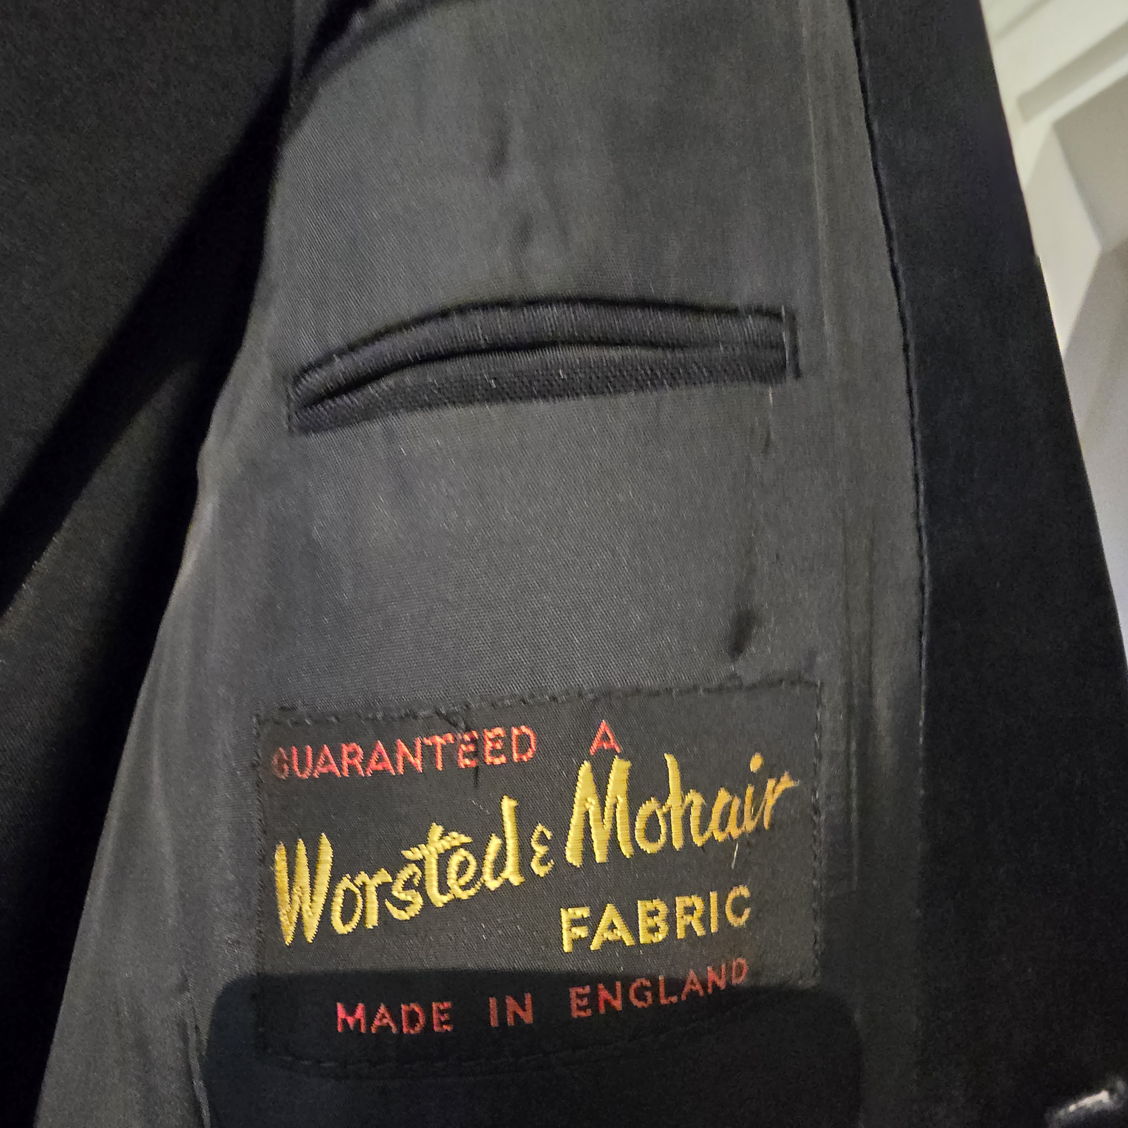 GUARANTEED A
Worsted & Mohair
FABRIC
MADE IN ENGLAND